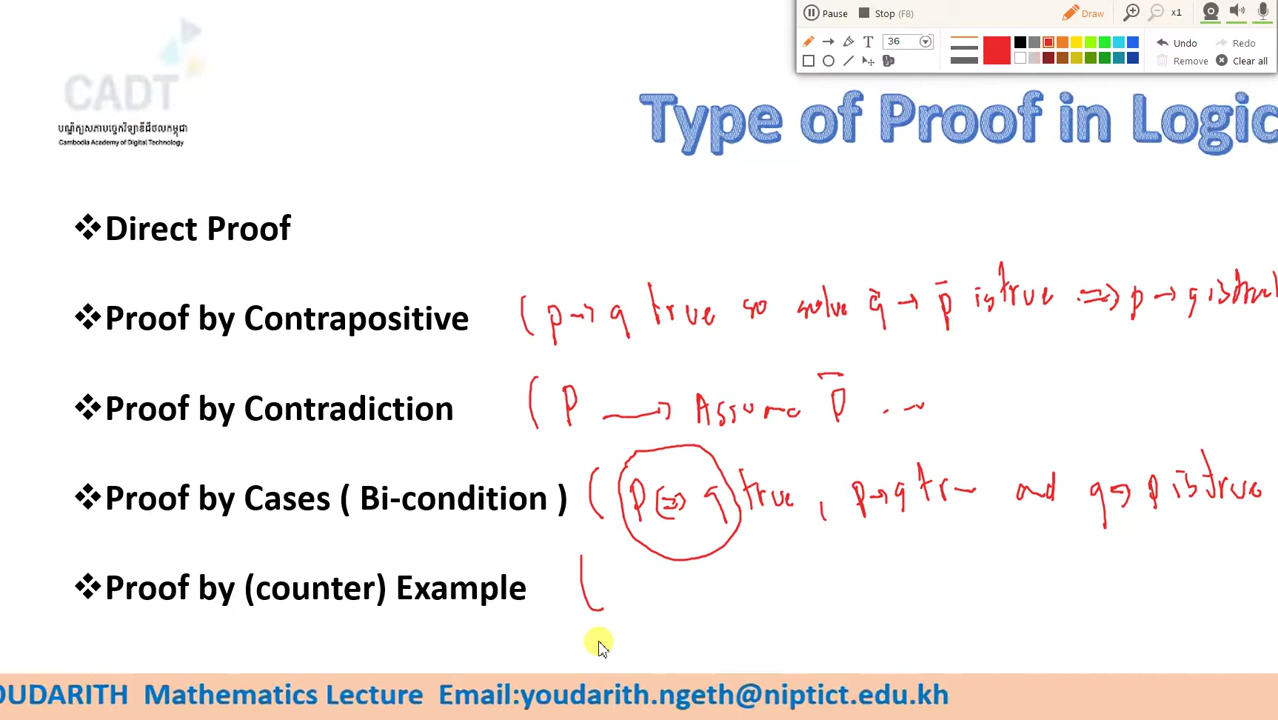 Pause Stop (F8) Draw x1
T 36 Undo Redo
Remove Clear all
CADT
បណ្ឌិត្យសភាបច្ចេកវិទ្យាឌីជីថលកម្ពុជា
Cambodia Academy of Digital Technology
Type of Proof in Logic
❖Direct Proof
❖Proof by Contrapositive ( p→q true so solve q̄ → p̄ is true ⇒ p→q is true
❖Proof by Contradiction ( P → Assume P̄ ...
❖Proof by Cases ( Bi-condition ) ( P ⇔ q true, p→q true and q→p is true
❖Proof by (counter) Example (
OUDARITH Mathematics Lecture Email:youdarith.ngeth@niptict.edu.kh